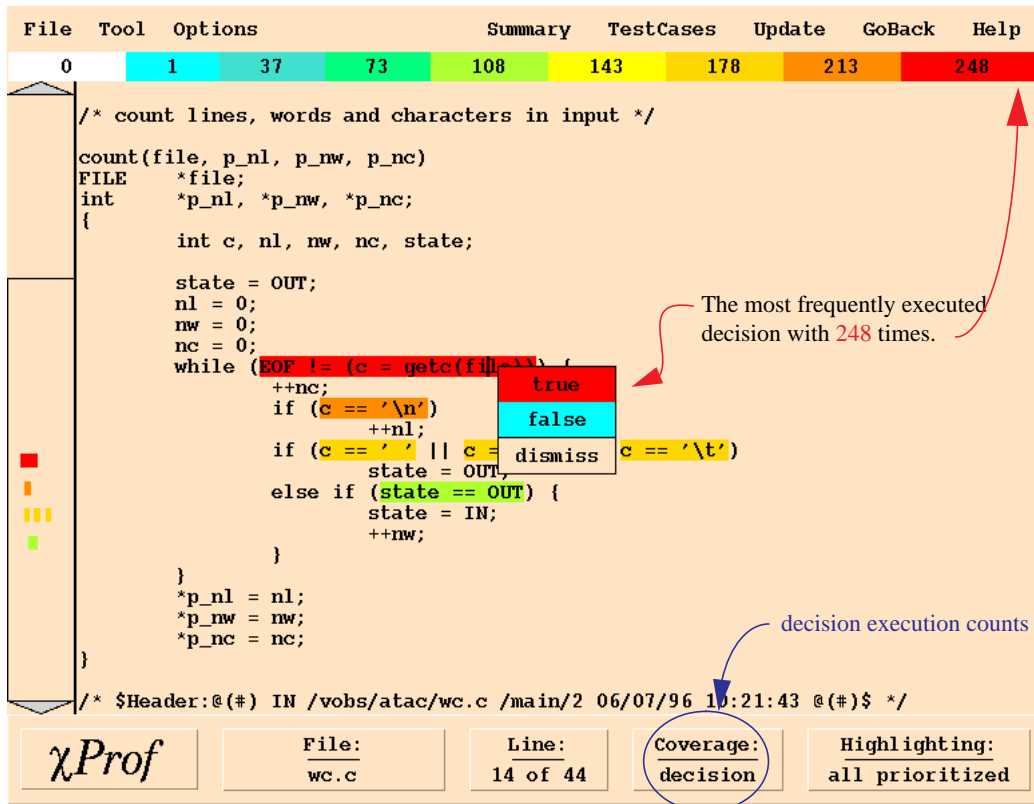 File Tool Options Summary TestCases Update GoBack Help
0 1 37 73 108 143 178 213 248
/* count lines, words and characters in input */
count(file, p_nl, p_nw, p_nc)
FILE *file;
int *p_nl, *p_nw, *p_nc;
{
int c, nl, nw, nc, state;
state = OUT;
nl = 0;
nw = 0;
nc = 0;
The most frequently executed
decision with 248 times.
while (EOF != (c = getc(file))) {
++nc;
if (c == '\n')
++nl;
if (c == ' ' || c = c == '\t')
state = OUT;
else if (state == OUT) {
state = IN;
++nw;
}
}
true
false
dismiss
*p_nl = nl;
*p_nw = nw;
*p_nc = nc;
}
decision execution counts
/* $Header:@(#) IN /vobs/atac/wc.c /main/2 06/07/96 10:21:43 @(#)$ */
χProf
File:
wc.c
Line:
14 of 44
Coverage:
decision
Highlighting:
all prioritized